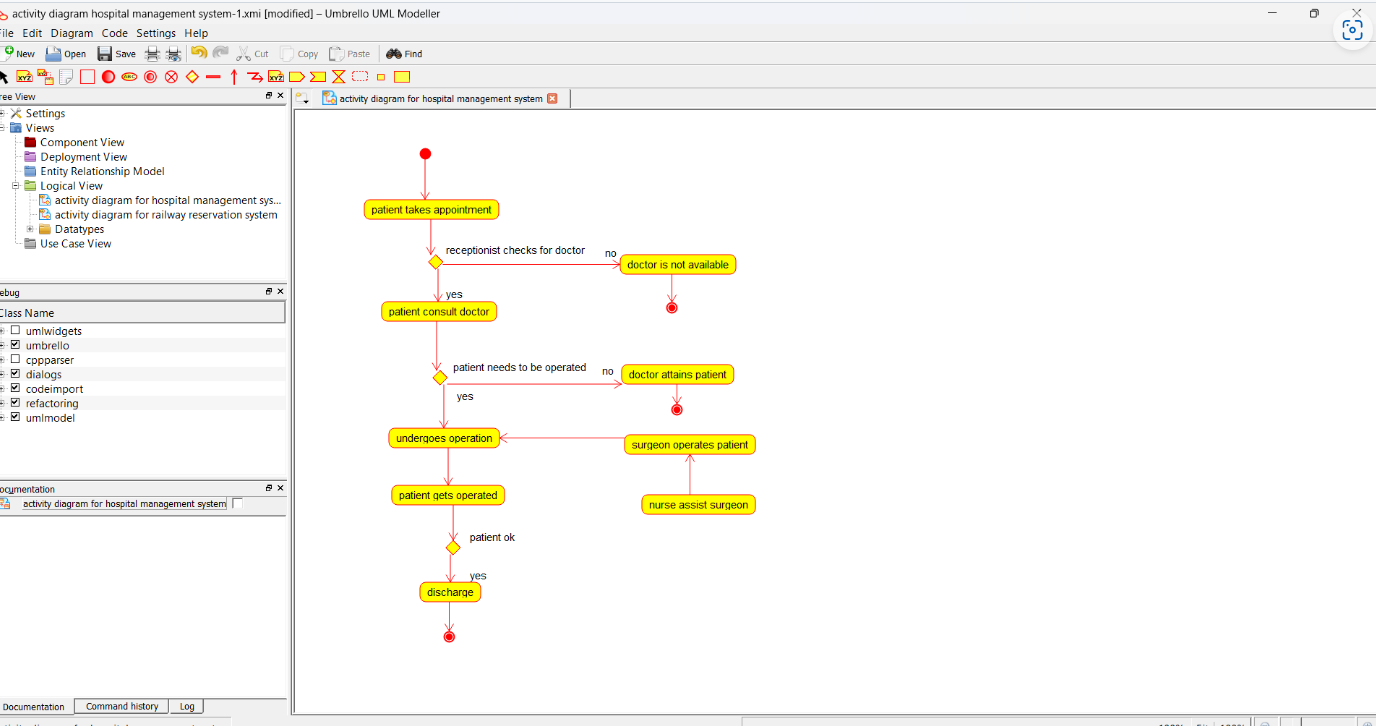 activity diagram hospital management system-1.xmi [modified] – Umbrello UML Modeller
ile Edit Diagram Code Settings Help
New Open Save Cut Copy Paste Find
XYZ ABC XYZ
ree View
Settings
Views
Component View
Deployment View
Entity Relationship Model
Logical View
activity diagram for hospital management sys...
activity diagram for railway reservation system
Datatypes
Use Case View
ebug
Class Name
umlwidgets
umbrello
cppparser
dialogs
codeimport
refactoring
umlmodel
ocumentation
activity diagram for hospital management system
Documentation Command history Log
activity diagram for hospital management system
patient takes appointment
receptionist checks for doctor
no
doctor is not available
yes
patient consult doctor
patient needs to be operated
no
doctor attains patient
yes
undergoes operation
surgeon operates patient
patient gets operated
nurse assist surgeon
patient ok
yes
discharge